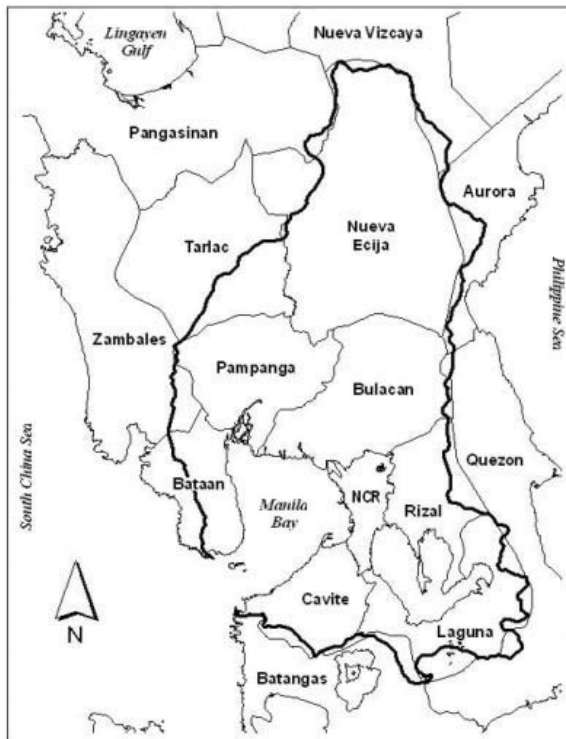 Lingayen
Gulf
Nueva Vizcaya
Pangasinan
Aurora
Nueva
Ecija
Tarlac
Philippine Sea
Zambales
Pampanga
Bulacan
South China Sea
Bataan
Quezon
NCR
Manila
Bay
Rizal
Cavite
N
Laguna
Batangas